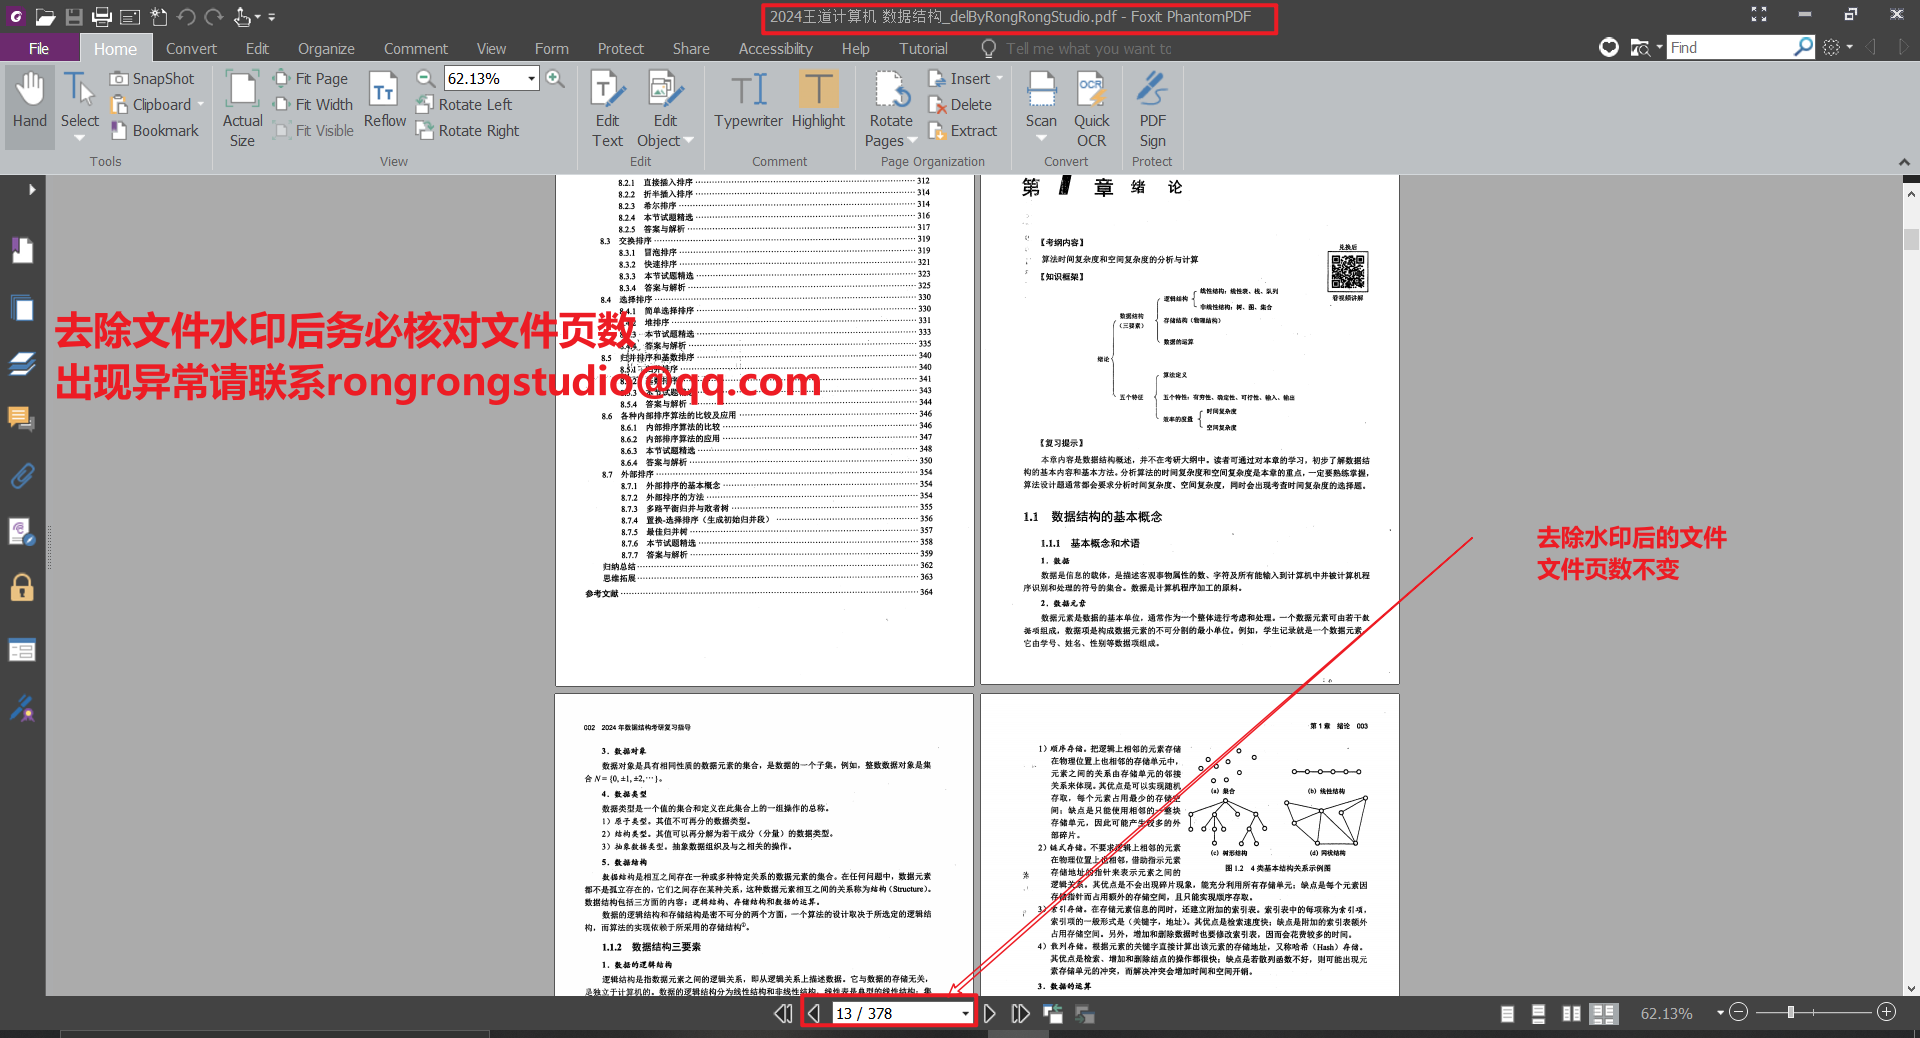 2024王道计算机 数据结构_delByRongRongStudio.pdf - Foxit PhantomPDF
File Home Convert Edit Organize Comment View Form Protect Share Accessibility Help Tutorial Tell me what you want to Find
Hand
Select
SnapShot
Clipboard
Bookmark
Tools
Actual Size
Fit Page
Fit Width
Fit Visible
Reflow
62.13%
Rotate Left
Rotate Right
View
Edit Text
Edit Object
Edit
Typewriter
Highlight
Comment
Rotate Pages
Insert
Delete
Extract
Page Organization
Scan
OCR
Quick OCR
Convert
PDF Sign
Protect
8.2.1 直接插入排序 312
8.2.2 折半插入排序 314
8.2.3 希尔排序 314
8.2.4 本节试题精选 316
8.2.5 答案与解析 317
8.3 交换排序 319
8.3.1 冒泡排序 319
8.3.2 快速排序 321
8.3.3 本节试题精选 323
8.3.4 答案与解析 325
8.4 选择排序 330
8.4.1 简单选择排序 330
堆排序 331
本节试题精选 333
答案与解析 335
8.5 归并排序和基数排序 340
340
341
343
8.5.4 答案与解析 344
8.6 各种内部排序算法的比较及应用 346
8.6.1 内部排序算法的比较 346
8.6.2 内部排序算法的应用 347
8.6.3 本节试题精选 348
8.6.4 答案与解析 350
8.7 外部排序 354
8.7.1 外部排序的基本概念 354
8.7.2 外部排序的方法 354
8.7.3 多路平衡归并与败者树 355
8.7.4 置换-选择排序（生成初始归并段） 356
8.7.5 最佳归并树 357
8.7.6 本节试题精选 358
8.7.7 答案与解析 359
归纳总结 362
思维拓展 363
参考文献 364
去除文件水印后务必核对文件页数
出现异常请联系rongrongstudio@qq.com
第 1 章 绪 论
【考纲内容】
算法时间复杂度和空间复杂度的分析与计算
【知识框架】
兑换后
看视频讲解
绪论
数据结构
（三要素）
逻辑结构
线性结构：线性表、栈、队列
非线性结构：树、图、集合
存储结构（物理结构）
数据的运算
算法定义
五个特征
五个特性：有穷性、确定性、可行性、输入、输出
效率的度量
时间复杂度
空间复杂度
【复习提示】
本章内容是数据结构概述，并不在考研大纲中。读者可通过对本章的学习，初步了解数据结
构的基本内容和基本方法。分析算法的时间复杂度和空间复杂度是本章的重点，一定要熟练掌握，
算法设计题通常都会要求分析时间复杂度、空间复杂度，同时会出现考查时间复杂度的选择题。
1.1 数据结构的基本概念
1.1.1 基本概念和术语
1．数据
数据是信息的载体，是描述客观事物属性的数、字符及所有能输入到计算机中并被计算机程
序识别和处理的符号的集合。数据是计算机程序加工的原料。
2．数据元素
数据元素是数据的基本单位，通常作为一个整体进行考虑和处理。一个数据元素可由若干数
据项组成，数据项是构成数据元素的不可分割的最小单位。例如，学生记录就是一个数据元素，
它由学号、姓名、性别等数据项组成。
去除水印后的文件
文件页数不变
002 2024 年数据结构考研复习指导
3．数据对象
数据对象是具有相同性质的数据元素的集合，是数据的一个子集。例如，整数数据对象是集
合 N = {0, ±1, ±2,⋯}。
4．数据类型
数据类型是一个值的集合和定义在此集合上的一组操作的总称。
1）原子类型。其值不可再分的数据类型。
2）结构类型。其值可以再分解为若干成分（分量）的数据类型。
3）抽象数据类型。抽象数据组织及与之相关的操作。
5．数据结构
数据结构是相互之间存在一种或多种特定关系的数据元素的集合。在任何问题中，数据元素
都不是孤立存在的，它们之间存在某种关系，这种数据元素相互之间的关系称为结构（Structure）。
数据结构包括三方面的内容：逻辑结构、存储结构和数据的运算。
数据的逻辑结构和存储结构是密不可分的两个方面，一个算法的设计取决于所选定的逻辑结
构，而算法的实现依赖于所采用的存储结构①。
1.1.2 数据结构三要素
1．数据的逻辑结构
逻辑结构是指数据元素之间的逻辑关系，即从逻辑关系上描述数据。它与数据的存储无关，
是独立于计算机的。数据的逻辑结构分为线性结构和非线性结构，线性表是典型的线性结构；集
第 1 章 绪论 003
1）顺序存储。把逻辑上相邻的元素存储
在物理位置上也相邻的存储单元中，
元素之间的关系由存储单元的邻接
关系来体现。其优点是可以实现随机
存取，每个元素占用最少的存储空
间；缺点是只能使用相邻的一整块
存储单元，因此可能产生较多的外
部碎片。
(a) 集合
(b) 线性结构
(c) 树形结构
(d) 网状结构
图 1.2 4 类基本结构关系示例图
2）链式存储。不要求逻辑上相邻的元素
在物理位置上也相邻，借助指示元素
存储地址的指针来表示元素之间的
逻辑关系。其优点是不会出现碎片现象，能充分利用所有存储单元；缺点是每个元素因
存储指针而占用额外的存储空间，且只能实现顺序存取。
3）索引存储。在存储元素信息的同时，还建立附加的索引表。索引表中的每项称为索引项，
索引项的一般形式是（关键字，地址）。其优点是检索速度快；缺点是附加的索引表额外
占用存储空间。另外，增加和删除数据时也要修改索引表，因而会花费较多的时间。
4）散列存储。根据元素的关键字直接计算出该元素的存储地址，又称哈希（Hash）存储。
其优点是检索、增加和删除结点的操作都很快；缺点是若散列函数不好，则可能出现元
素存储单元的冲突，而解决冲突会增加时间和空间开销。
3．数据的运算
13 / 378
62.13%